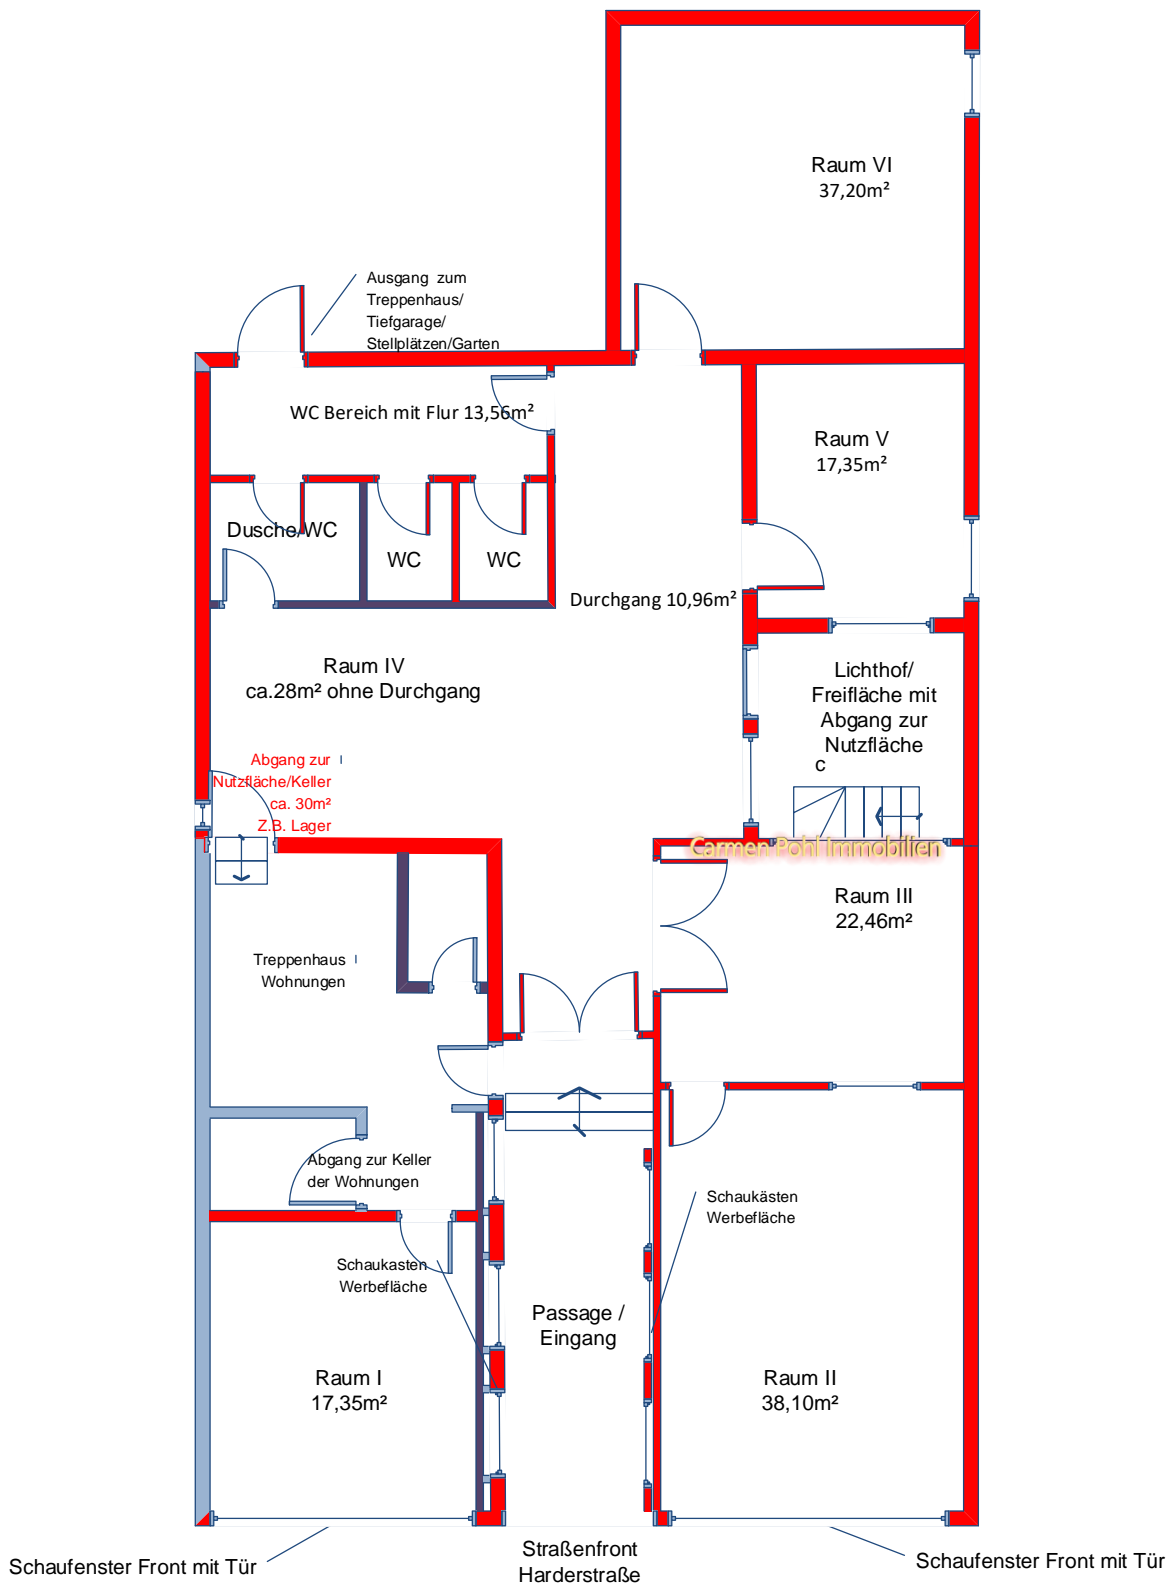 Raum VI
37,20m²
Ausgang zum
Treppenhaus/
Tiefgarage/
Stellplätzen/Garten
WC Bereich mit Flur 13,56m²
Raum V
17,35m²
Dusche/WC
WC
WC
Durchgang 10,96m²
Raum IV
ca.28m² ohne Durchgang
Lichthof/
Freifläche mit
Abgang zur
Nutzfläche
c
Abgang zur
Nutzfläche/Keller
ca. 30m²
Z.B. Lager
Carmen Pohl Immobilien
Raum III
22,46m²
Treppenhaus
Wohnungen
Abgang zur Keller
der Wohnungen
Schaukästen
Werbefläche
Schaukasten
Werbefläche
Passage /
Eingang
Raum I
17,35m²
Raum II
38,10m²
Straßenfront
Harderstraße
Schaufenster Front mit Tür
Schaufenster Front mit Tür